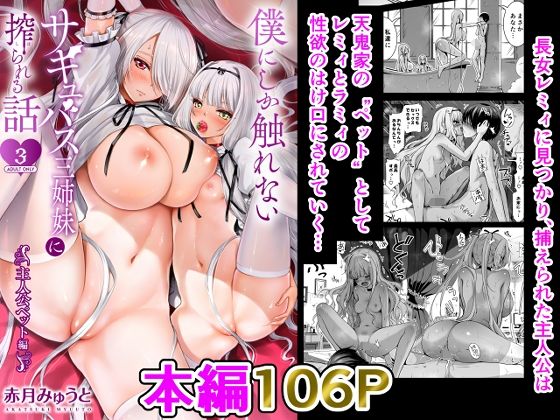 僕にしか触れない
サキュバス三姉妹に
搾られる話
3
ADULT ONLY
主人公ペット編
赤月みゅうと
AKATSUKI MYUUTO
長女レミィに見つかり、捕えられた主人公は
天鬼家の“ペット”として
レミィとラミィの
性欲のはけ口にされていく…
本編106P